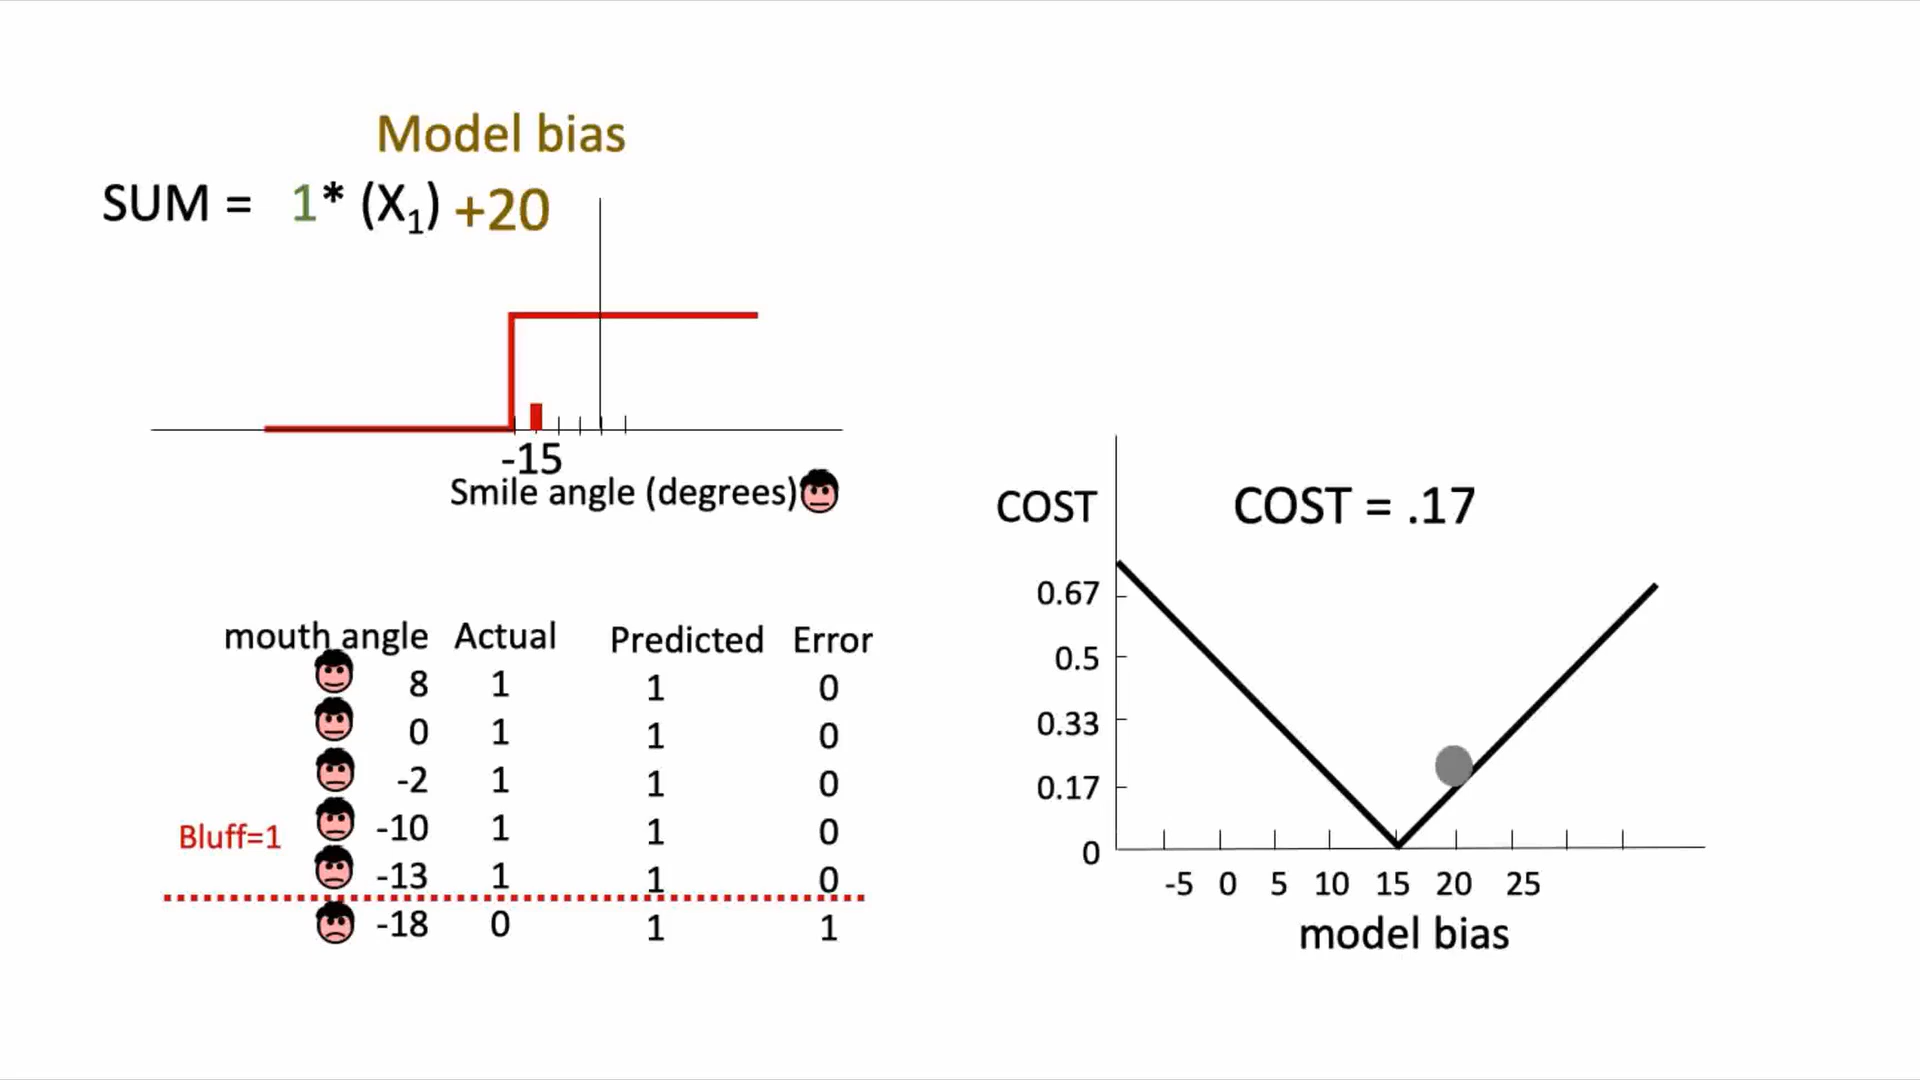 Model bias
SUM = 1* (X₁) +20
-15
Smile angle (degrees)
mouth angle Actual Predicted Error
8 1 1 0
0 1 1 0
-2 1 1 0
-10 1 1 0
Bluff=1
-13 1 1 0
-18 0 1 1
COST
COST = .17
0.67
0.5
0.33
0.17
0
-5 0 5 10 15 20 25
model bias